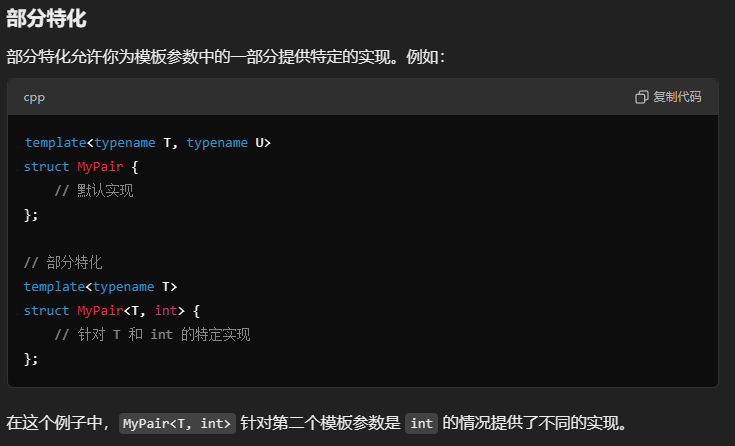 部分特化
部分特化允许你为模板参数中的一部分提供特定的实现。例如：
cpp
复制代码
template<typename T, typename U>
struct MyPair {
    // 默认实现
};
// 部分特化
template<typename T>
struct MyPair<T, int> {
    // 针对 T 和 int 的特定实现
};
在这个例子中，MyPair<T, int> 针对第二个模板参数是 int 的情况提供了不同的实现。